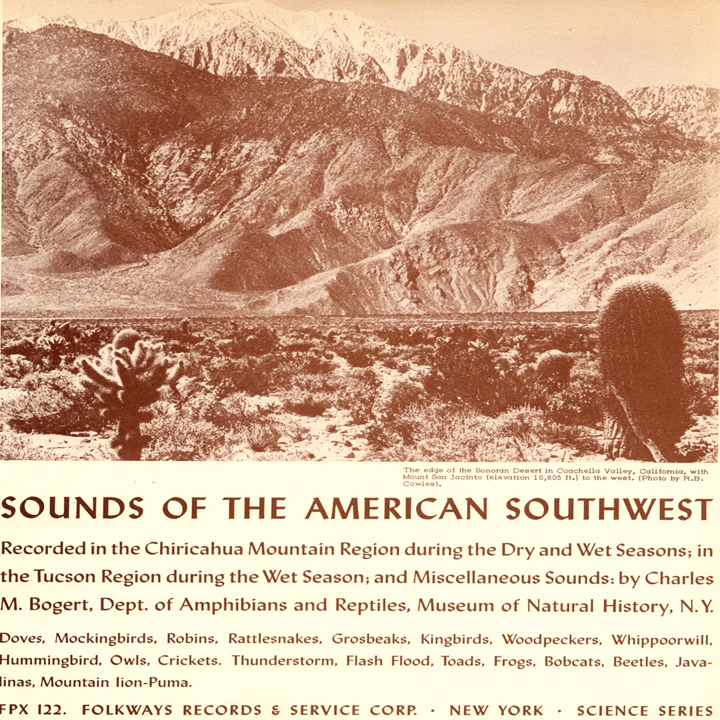 The edge of the Sonoran Desert in Coachella Valley, California, with
Mount San Jacinto (elevation 10,805 ft.) to the west. (Photo by R.B.
Cowles).
SOUNDS OF THE AMERICAN SOUTHWEST
Recorded in the Chiricahua Mountain Region during the Dry and Wet Seasons; in
the Tucson Region during the Wet Season; and Miscellaneous Sounds: by Charles
M. Bogert, Dept. of Amphibians and Reptiles, Museum of Natural History, N.Y.
Doves, Mockingbirds, Robins, Rattlesnakes, Grosbeaks, Kingbirds, Woodpeckers, Whippoorwill,
Hummingbird, Owls, Crickets. Thunderstorm, Flash Flood, Toads, Frogs, Bobcats, Beetles, Java-
linas, Mountain lion-Puma.
FPX 122. FOLKWAYS RECORDS & SERVICE CORP. · NEW YORK · SCIENCE SERIES